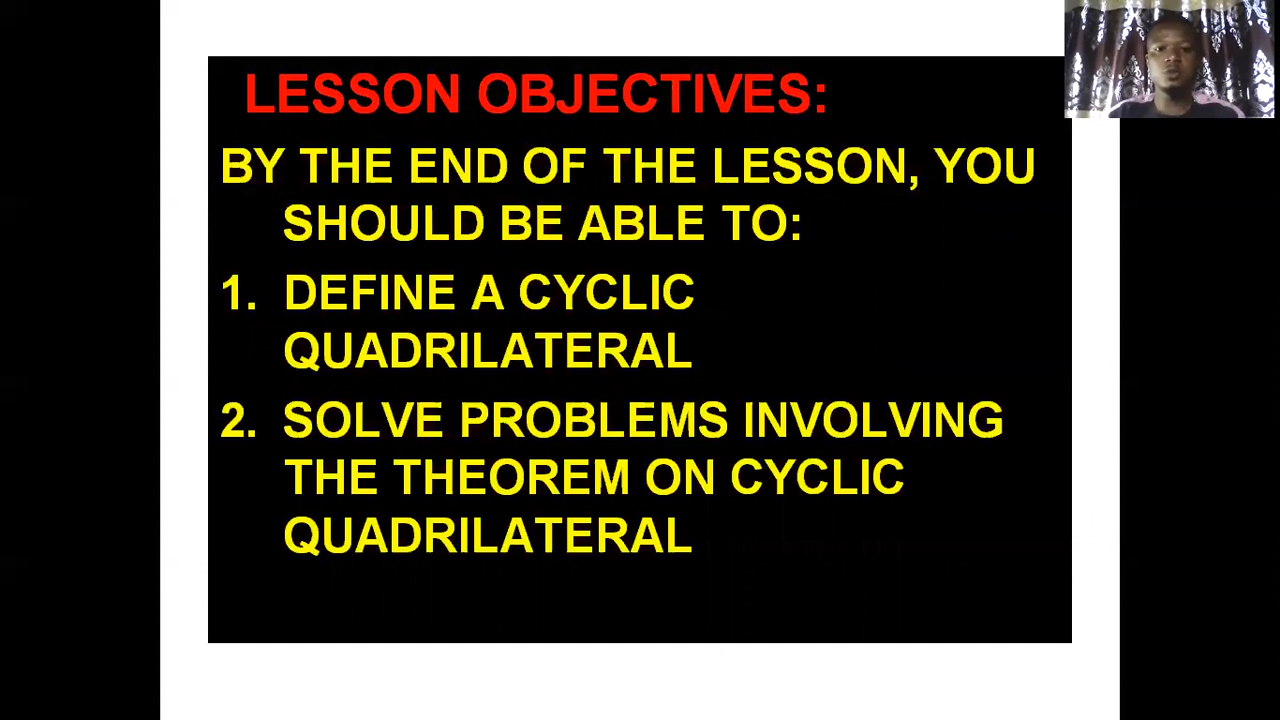 LESSON OBJECTIVES:
BY THE END OF THE LESSON, YOU
SHOULD BE ABLE TO:
1. DEFINE A CYCLIC
QUADRILATERAL
2. SOLVE PROBLEMS INVOLVING
THE THEOREM ON CYCLIC
QUADRILATERAL